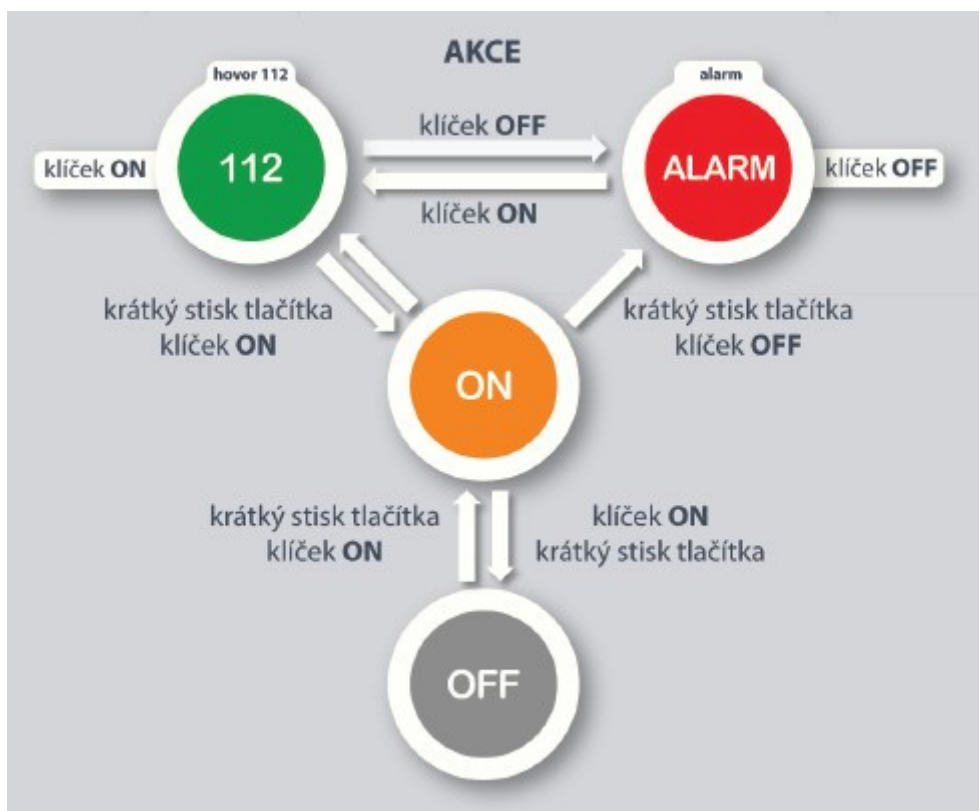 AKCE
hovor 112
alarm
klíček OFF
klíček ON
112
ALARM
klíček OFF
klíček ON
krátký stisk tlačítka
klíček ON
krátký stisk tlačítka
klíček OFF
ON
krátký stisk tlačítka
klíček ON
klíček ON
krátký stisk tlačítka
OFF